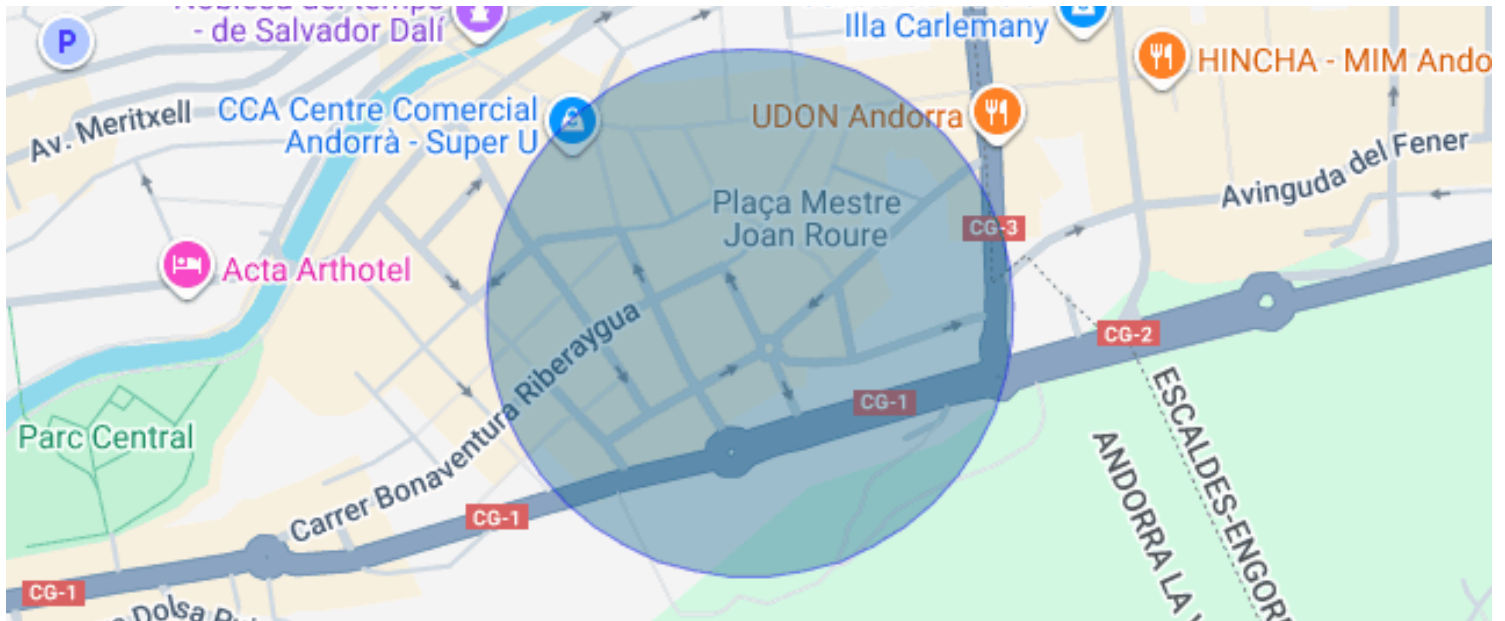 - de Salvador Dalí
Illa Carlemany
P
HINCHA - MIM Ando
CCA Centre Comercial
Andorrà - Super U
UDON Andorra
Av. Meritxell
Avinguda del Fener
Plaça Mestre
Joan Roure
CG-3
Acta Arthotel
CG-2
Carrer Bonaventura Riberaygua
CG-1
Parc Central
ESCALDES-ENGOR
ANDORRA LA V
CG-1
CG-1
Dolsa